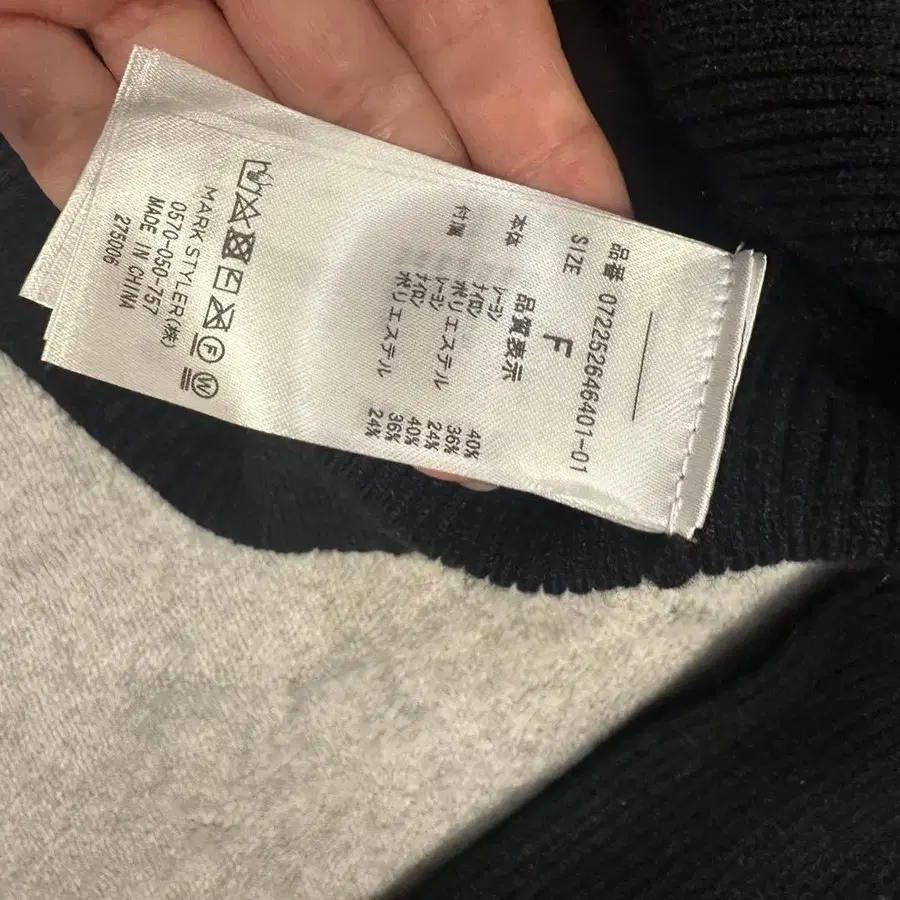 品番 072252646401-01
SIZE F
品質表示
本体 レーヨン 40%
ナイロン 36%
ポリエステル 24%
付属 レーヨン 40%
ナイロン 36%
ポリエステル 24%
MARK STYLER(株)
0570-050-757
MADE IN CHINA
275006